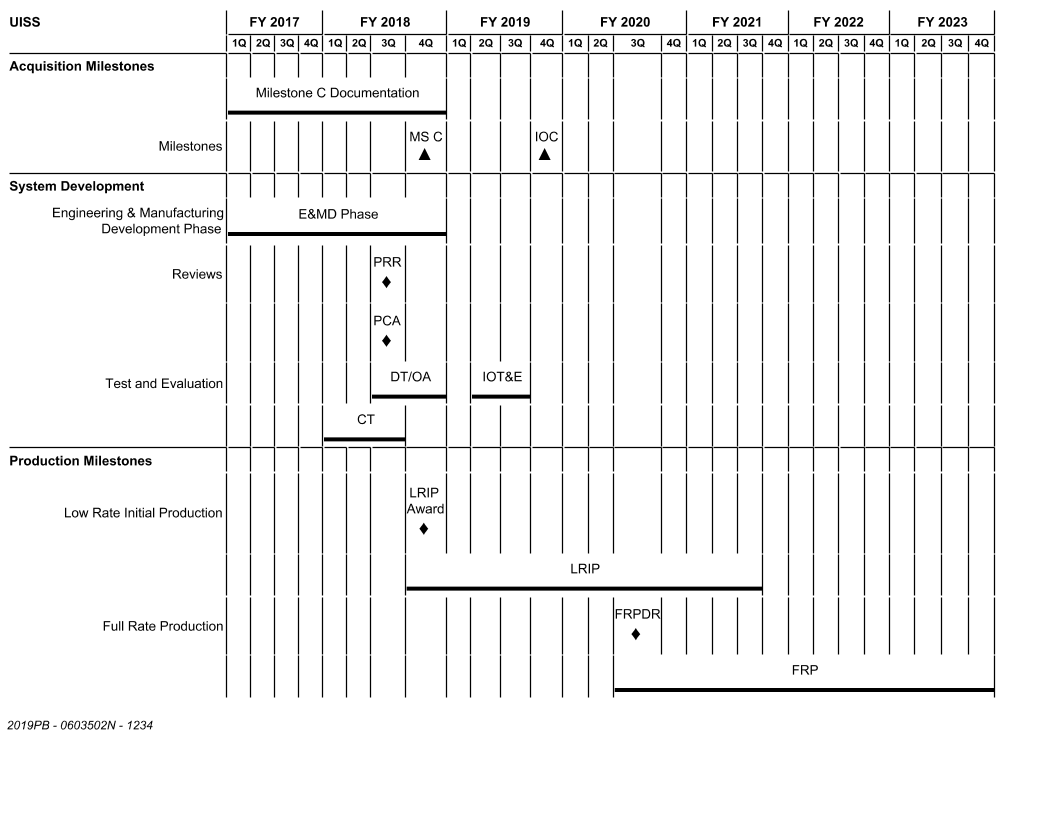 UISS FY 2017 FY 2018 FY 2019 FY 2020 FY 2021 FY 2022 FY 2023
1Q 2Q 3Q 4Q 1Q 2Q 3Q 4Q 1Q 2Q 3Q 4Q 1Q 2Q 3Q 4Q 1Q 2Q 3Q 4Q 1Q 2Q 3Q 4Q 1Q 2Q 3Q 4Q
Acquisition Milestones
Milestone C Documentation
MS C IOC
Milestones
System Development
Engineering & Manufacturing E&MD Phase
Development Phase
PRR
Reviews
PCA
DT/OA IOT&E
Test and Evaluation
CT
Production Milestones
LRIP
Award
Low Rate Initial Production
LRIP
FRPDR
Full Rate Production
FRP
2019PB - 0603502N - 1234